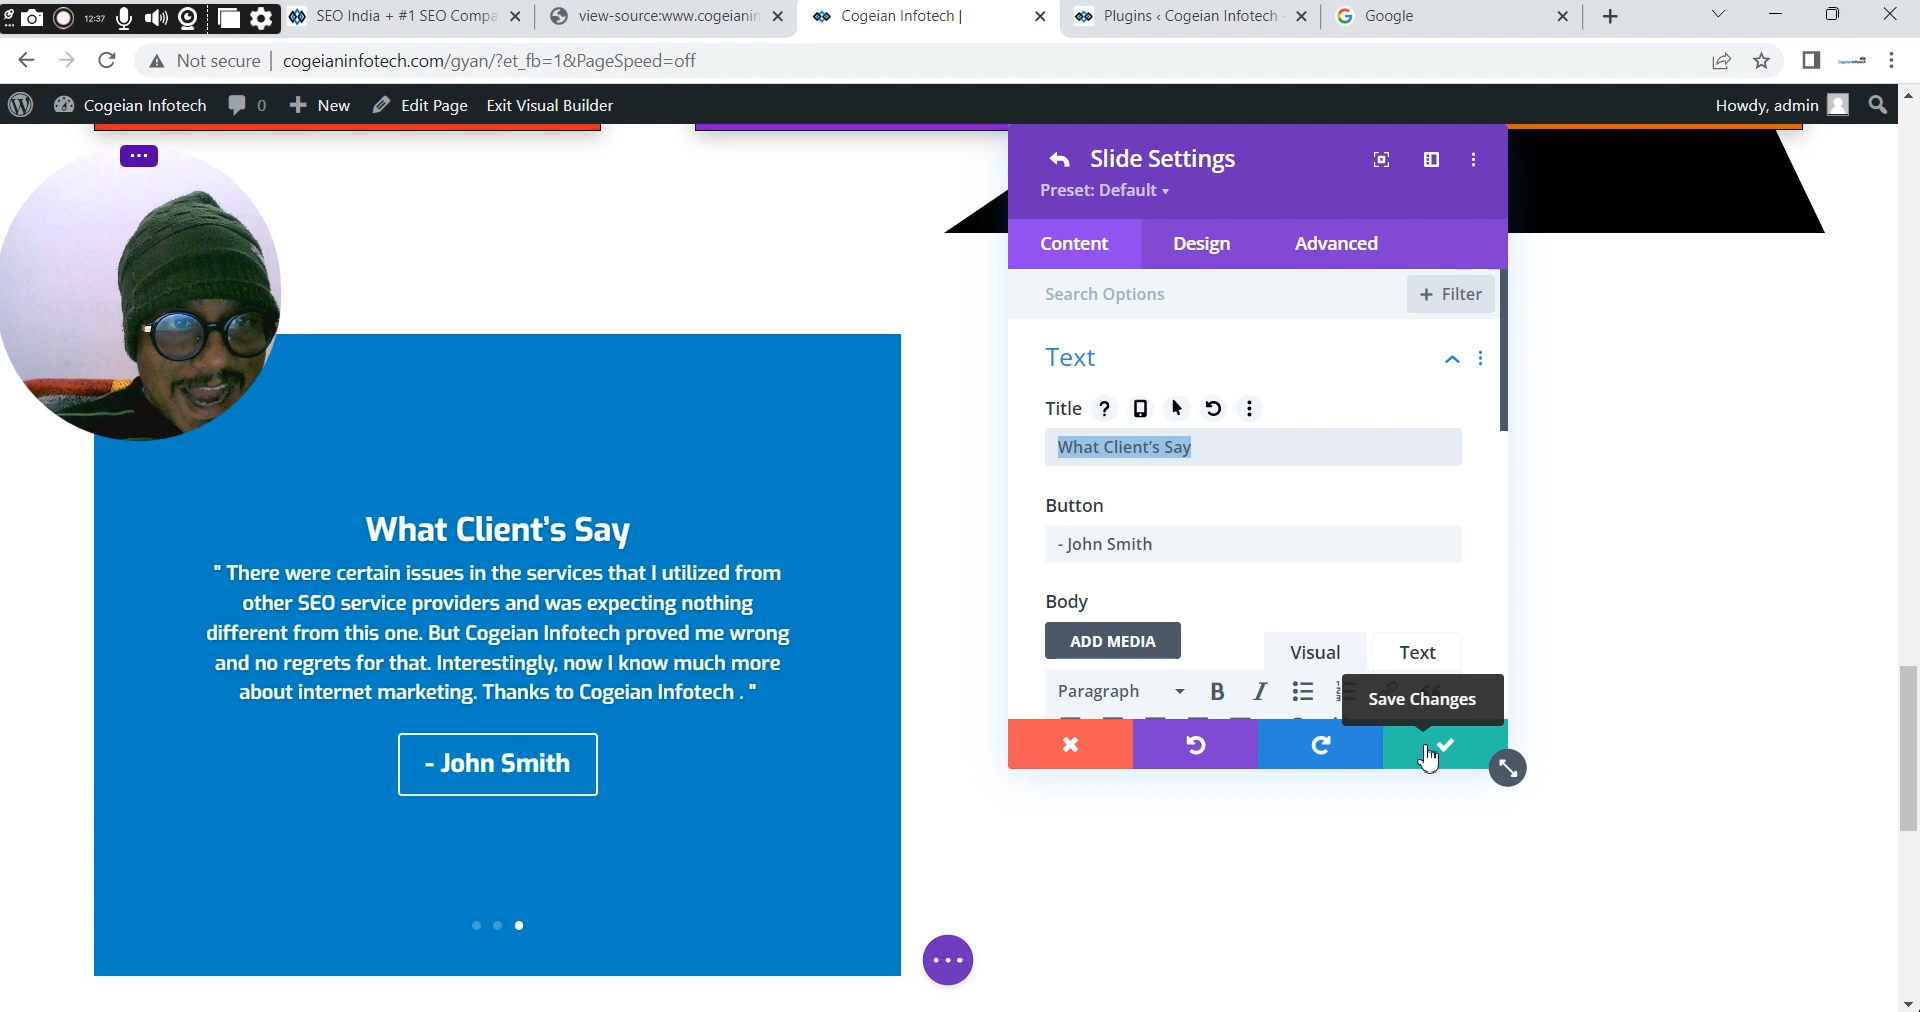 12:37
SEO India + #1 SEO Compa
view-source:www.cogeianin
Cogeian Infotech |
Plugins ‹ Cogeian Infotech
Google
Not secure
cogeianinfotech.com/gyan/?et_fb=1&PageSpeed=off
Cogeian Infotech
0
New
Edit Page
Exit Visual Builder
Howdy, admin
Slide Settings
Preset: Default
Content
Design
Advanced
Search Options
+ Filter
Text
Title
What Client’s Say
Button
- John Smith
Body
ADD MEDIA
Visual
Text
Paragraph
B
I
Save Changes
What Client’s Say
" There were certain issues in the services that I utilized from
other SEO service providers and was expecting nothing
different from this one. But Cogeian Infotech proved me wrong
and no regrets for that. Interestingly, now I know much more
about internet marketing. Thanks to Cogeian Infotech . "
- John Smith